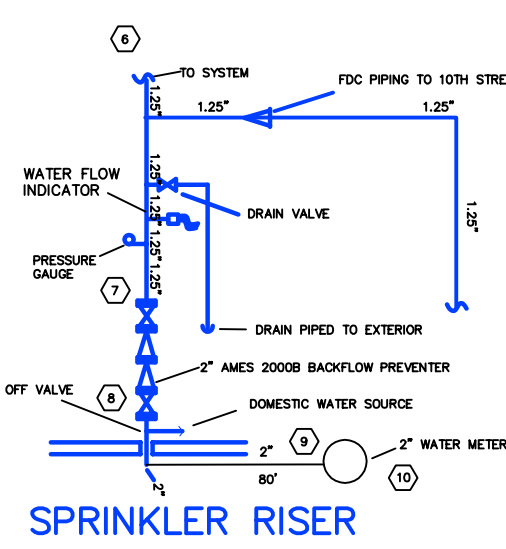 6
TO SYSTEM
FDC PIPING TO 10TH STRE
1.25"
1.25"
1.25"
1.25"
WATER FLOW
INDICATOR
1.25"
DRAIN VALVE
1.25"
1.25"
PRESSURE
GAUGE
1.25"
7
DRAIN PIPED TO EXTERIOR
2" AMES 2000B BACKFLOW PREVENTER
OFF VALVE
8
DOMESTIC WATER SOURCE
9
2"
2" WATER METER
80'
10
2"
SPRINKLER RISER